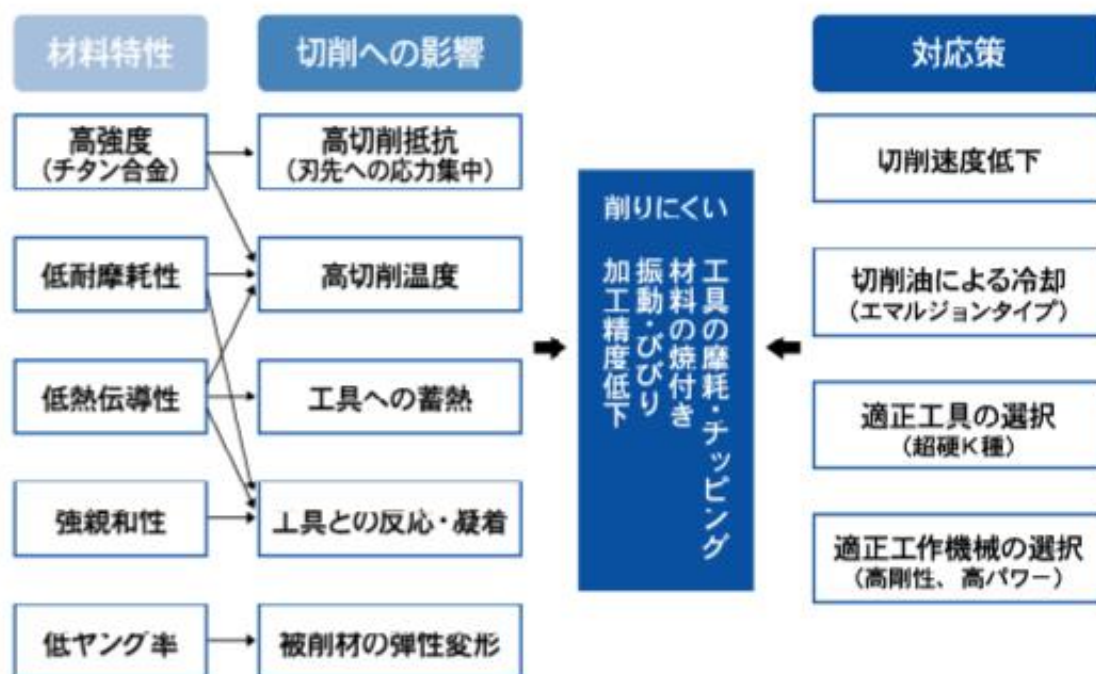 材料特性
切削への影響
対応策
高強度
(チタン合金)
高切削抵抗
(刃先への応力集中)
低耐摩耗性
高切削温度
低熱伝導性
工具への蓄熱
強親和性
工具との反応・凝着
低ヤング率
被削材の弾性変形
削りにくい
工具の摩耗・チッピング
材料の焼付き
振動・びびり
加工精度低下
切削速度低下
切削油による冷却
(エマルジョンタイプ)
適正工具の選択
(超硬K種)
適正工作機械の選択
(高剛性、高パワー)